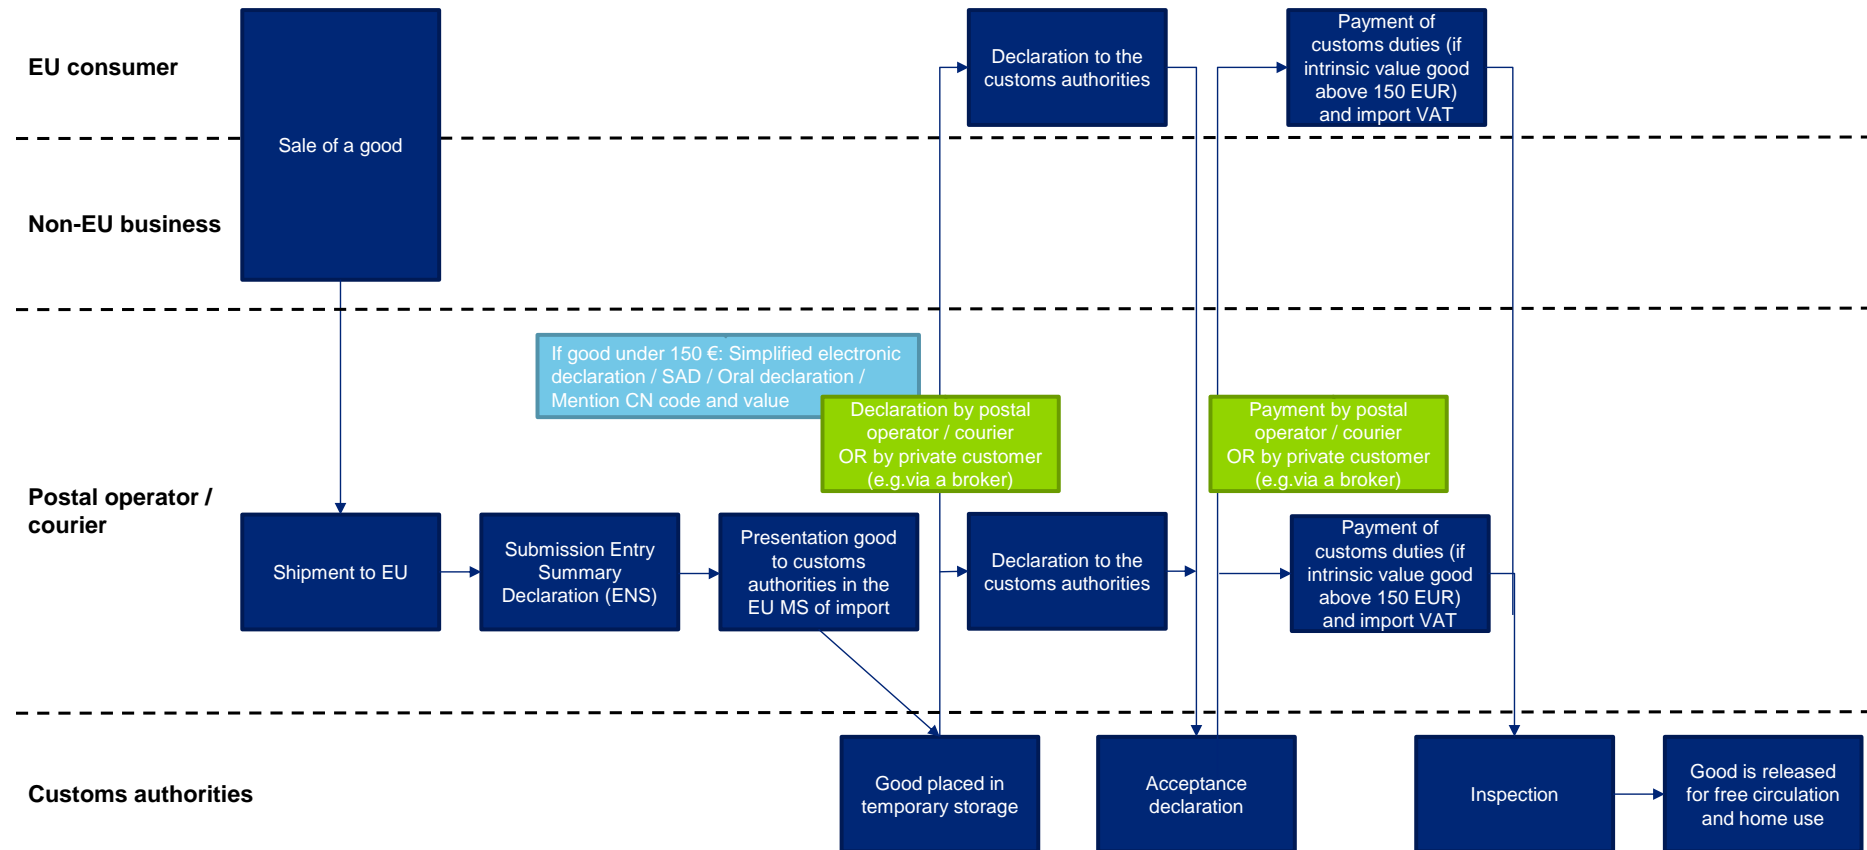 EU consumer
Sale of a good
Declaration to the
customs authorities
Payment of
customs duties (if
intrinsic value good
above 150 EUR)
and import VAT
Non-EU business
Postal operator /
courier
If good under 150 €: Simplified electronic
declaration / SAD / Oral declaration /
Mention CN code and value
Declaration by postal
operator / courier
OR by private customer
(e.g.via a broker)
Payment by postal
operator / courier
OR by private customer
(e.g.via a broker)
Shipment to EU
Submission Entry
Summary
Declaration (ENS)
Presentation good
to customs
authorities in the
EU MS of import
Declaration to the
customs authorities
Payment of
customs duties (if
intrinsic value good
above 150 EUR)
and import VAT
Customs authorities
Good placed in
temporary storage
Acceptance
declaration
Inspection
Good is released
for free circulation
and home use